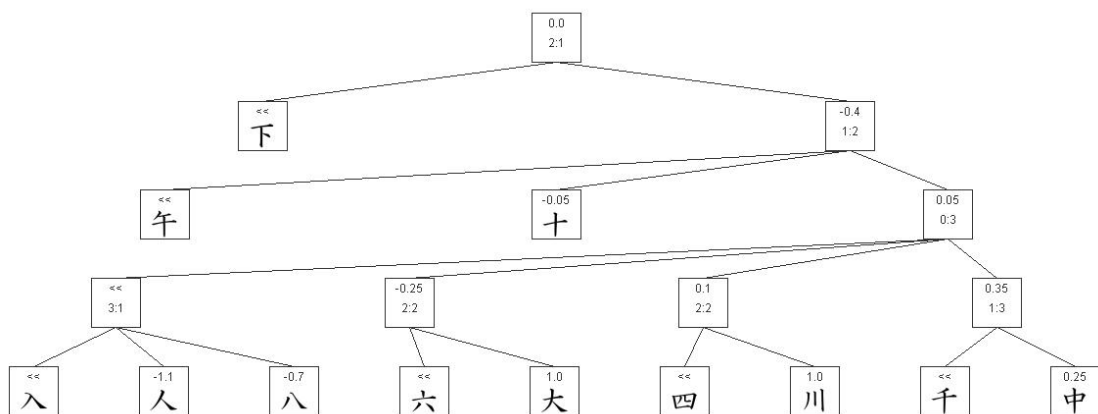 0.0
2:1
<<
下
-0.4
1:2
<<
午
-0.05
十
0.05
0:3
<<
3:1
-0.25
2:2
0.1
2:2
0.35
1:3
<<
入
-1.1
人
-0.7
八
<<
六
1.0
大
<<
四
1.0
川
<<
千
0.25
中